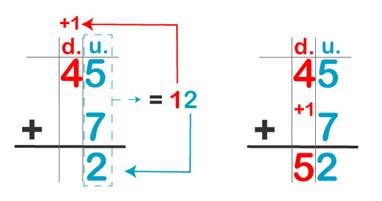 +1
d. u.
45
+ 7 = 12
2
d. u.
45
+1
+ 7
52